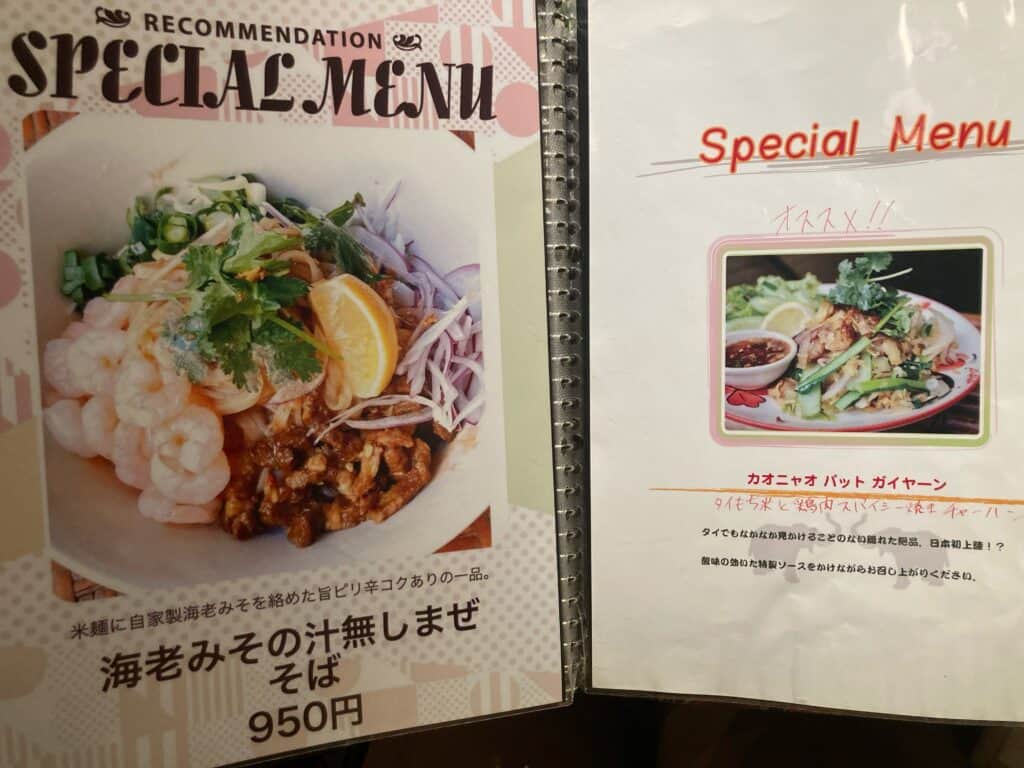 RECOMMENDATION
SPECIAL MENU
米麺に自家製海老みそを絡めた旨ピリ辛コクありの一品。
海老みその汁無しまぜ
そば
950円
Special Menu
オススメ!!
カオニャオ パット ガイヤーン
タイもち米と鶏肉スパイシー焼きチャーハン
タイでもなかなか見かけることのない隠れた絶品、日本初上陸！？
酸味の効いた特製ソースをかけながらお召し上がりください。